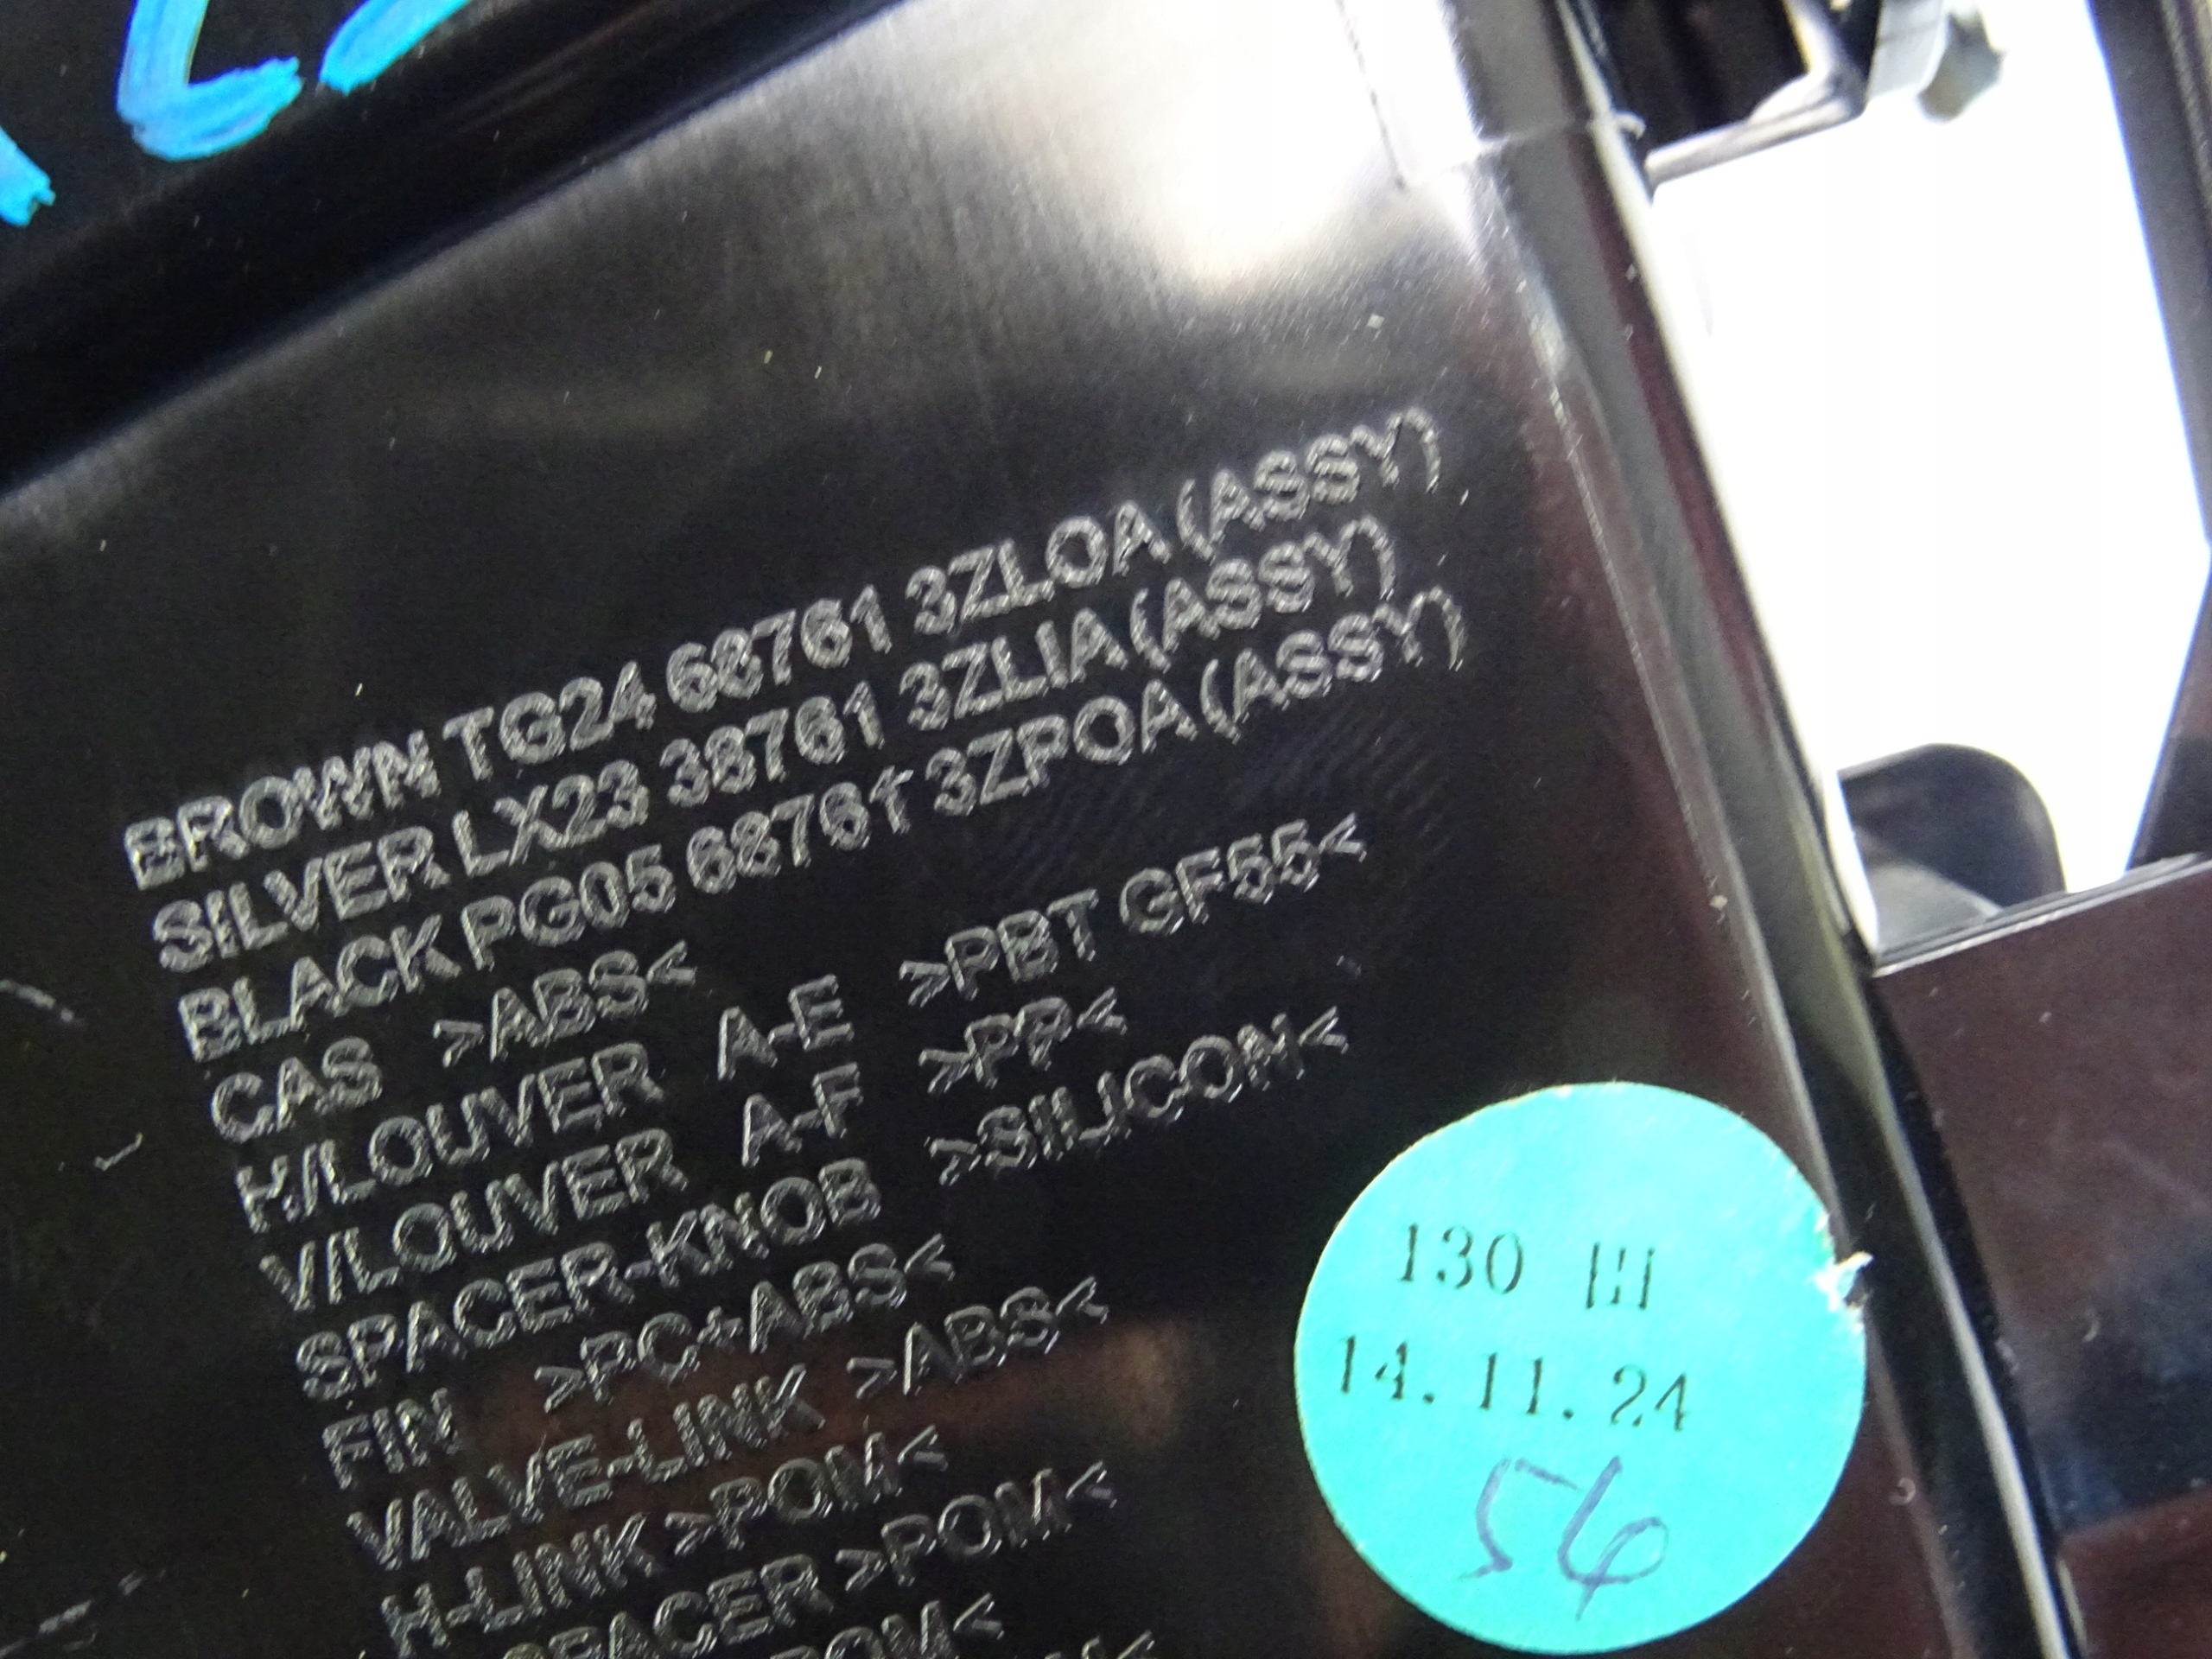 BROWN TG24 68761 3ZLOA (ASSY)
SILVER LX23 38761 3ZLIA (ASSY)
BLACK PG05 68761 3ZPOA (ASSY)
CAS >ABS<
H/LOUVER A-E >PBT GF55<
V/LOUVER A-F >PP<
SPACER-KNOB >SILICON<
FIN >PC+ABS<
VALVE-LINK >ABS<
H-LINK >POM<
SPACER >POM<
POM<
130
14.11.24
56